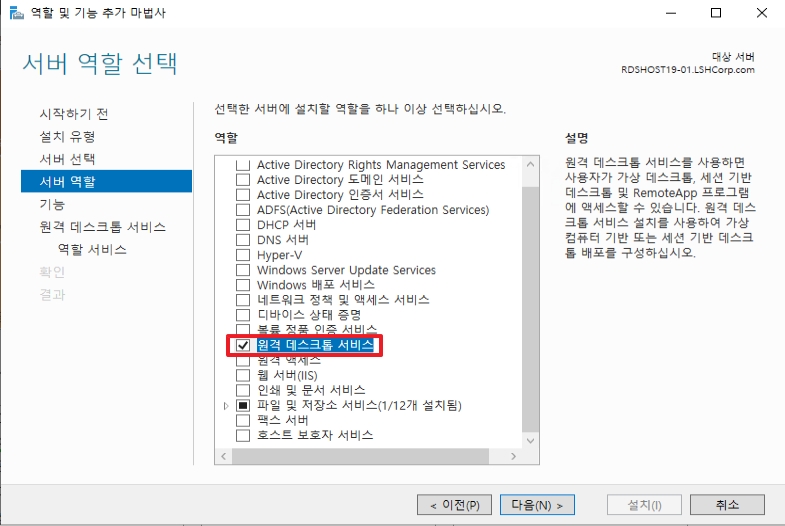 역할 및 기능 추가 마법사
서버 역할 선택
대상 서버
RDSHOST19-01.LSHCorp.com
시작하기 전
설치 유형
서버 선택
서버 역할
기능
원격 데스크톱 서비스
역할 서비스
확인
결과
선택한 서버에 설치할 역할을 하나 이상 선택하십시오.
역할
Active Directory Rights Management Services
Active Directory 도메인 서비스
Active Directory 인증서 서비스
ADFS(Active Directory Federation Services)
DHCP 서버
DNS 서버
Hyper-V
Windows Server Update Services
Windows 배포 서비스
네트워크 정책 및 액세스 서비스
디바이스 상태 증명
볼륨 정품 인증 서비스
원격 데스크톱 서비스
원격 액세스
웹 서버(IIS)
인쇄 및 문서 서비스
파일 및 저장소 서비스(1/12개 설치됨)
팩스 서버
호스트 보호자 서비스
설명
원격 데스크톱 서비스를 사용하면
사용자가 가상 데스크톱, 세션 기반
데스크톱 및 RemoteApp 프로그램
에 액세스할 수 있습니다. 원격 데스
크톱 서비스 설치를 사용하여 가상
컴퓨터 기반 또는 세션 기반 데스크
톱 배포를 구성하십시오.
< 이전(P)
다음(N) >
설치(I)
취소